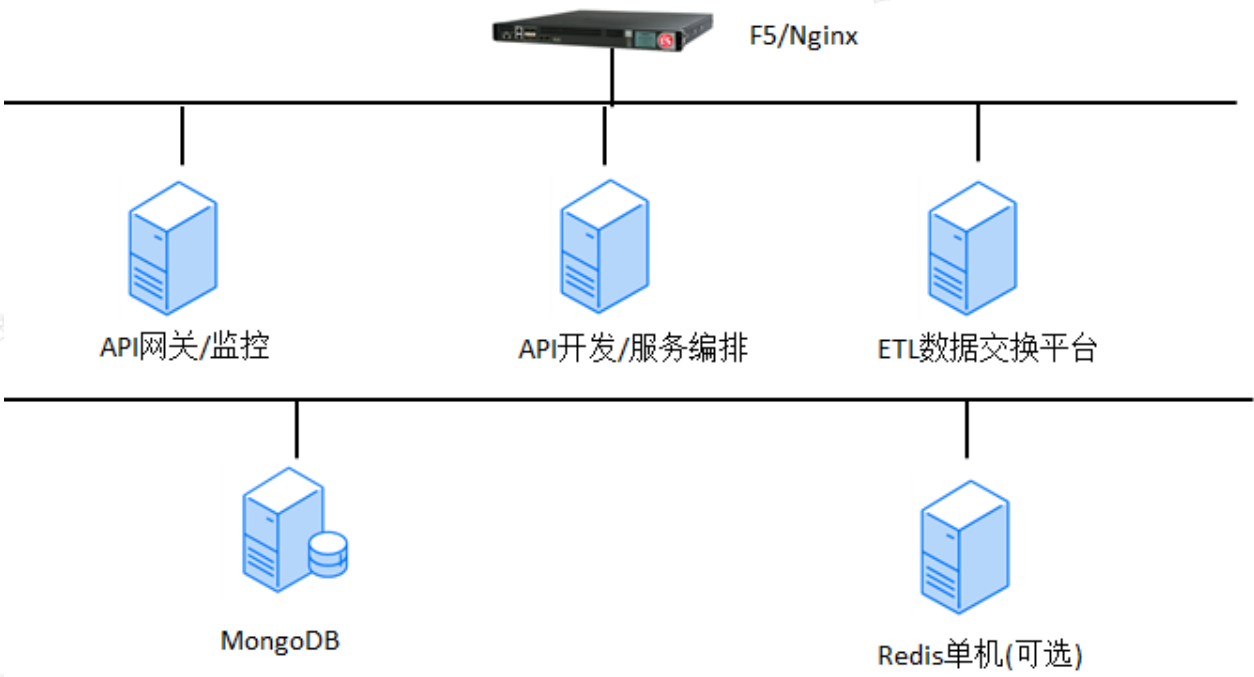 F5/Nginx
API网关/监控
API开发/服务编排
ETL数据交换平台
MongoDB
Redis单机(可选)